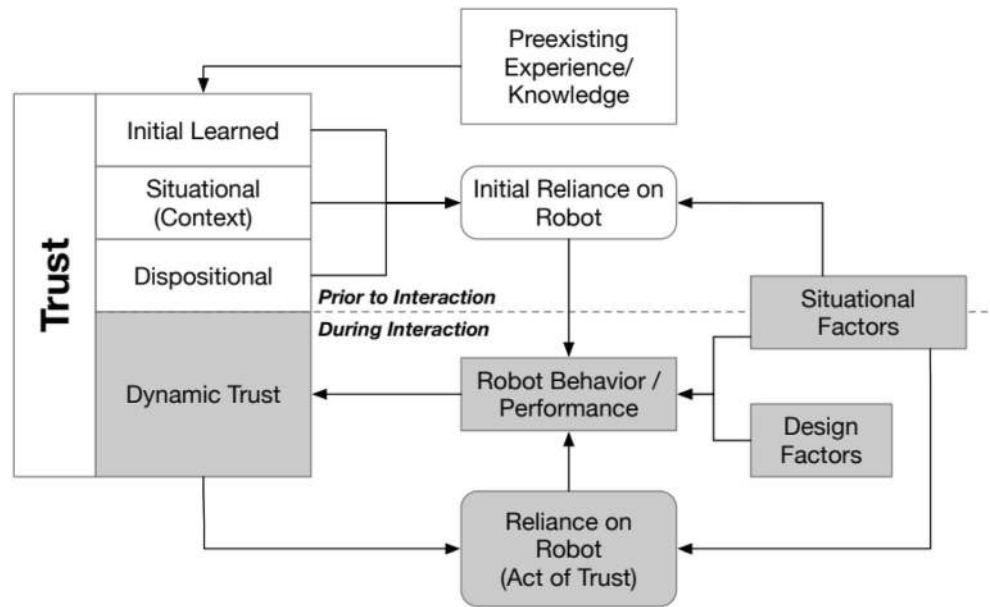 Preexisting
Experience/
Knowledge
Trust
Initial Learned
Situational
(Context)
Dispositional
Initial Reliance on
Robot
Prior to Interaction
During Interaction
Situational
Factors
Dynamic Trust
Robot Behavior /
Performance
Design
Factors
Reliance on
Robot
(Act of Trust)